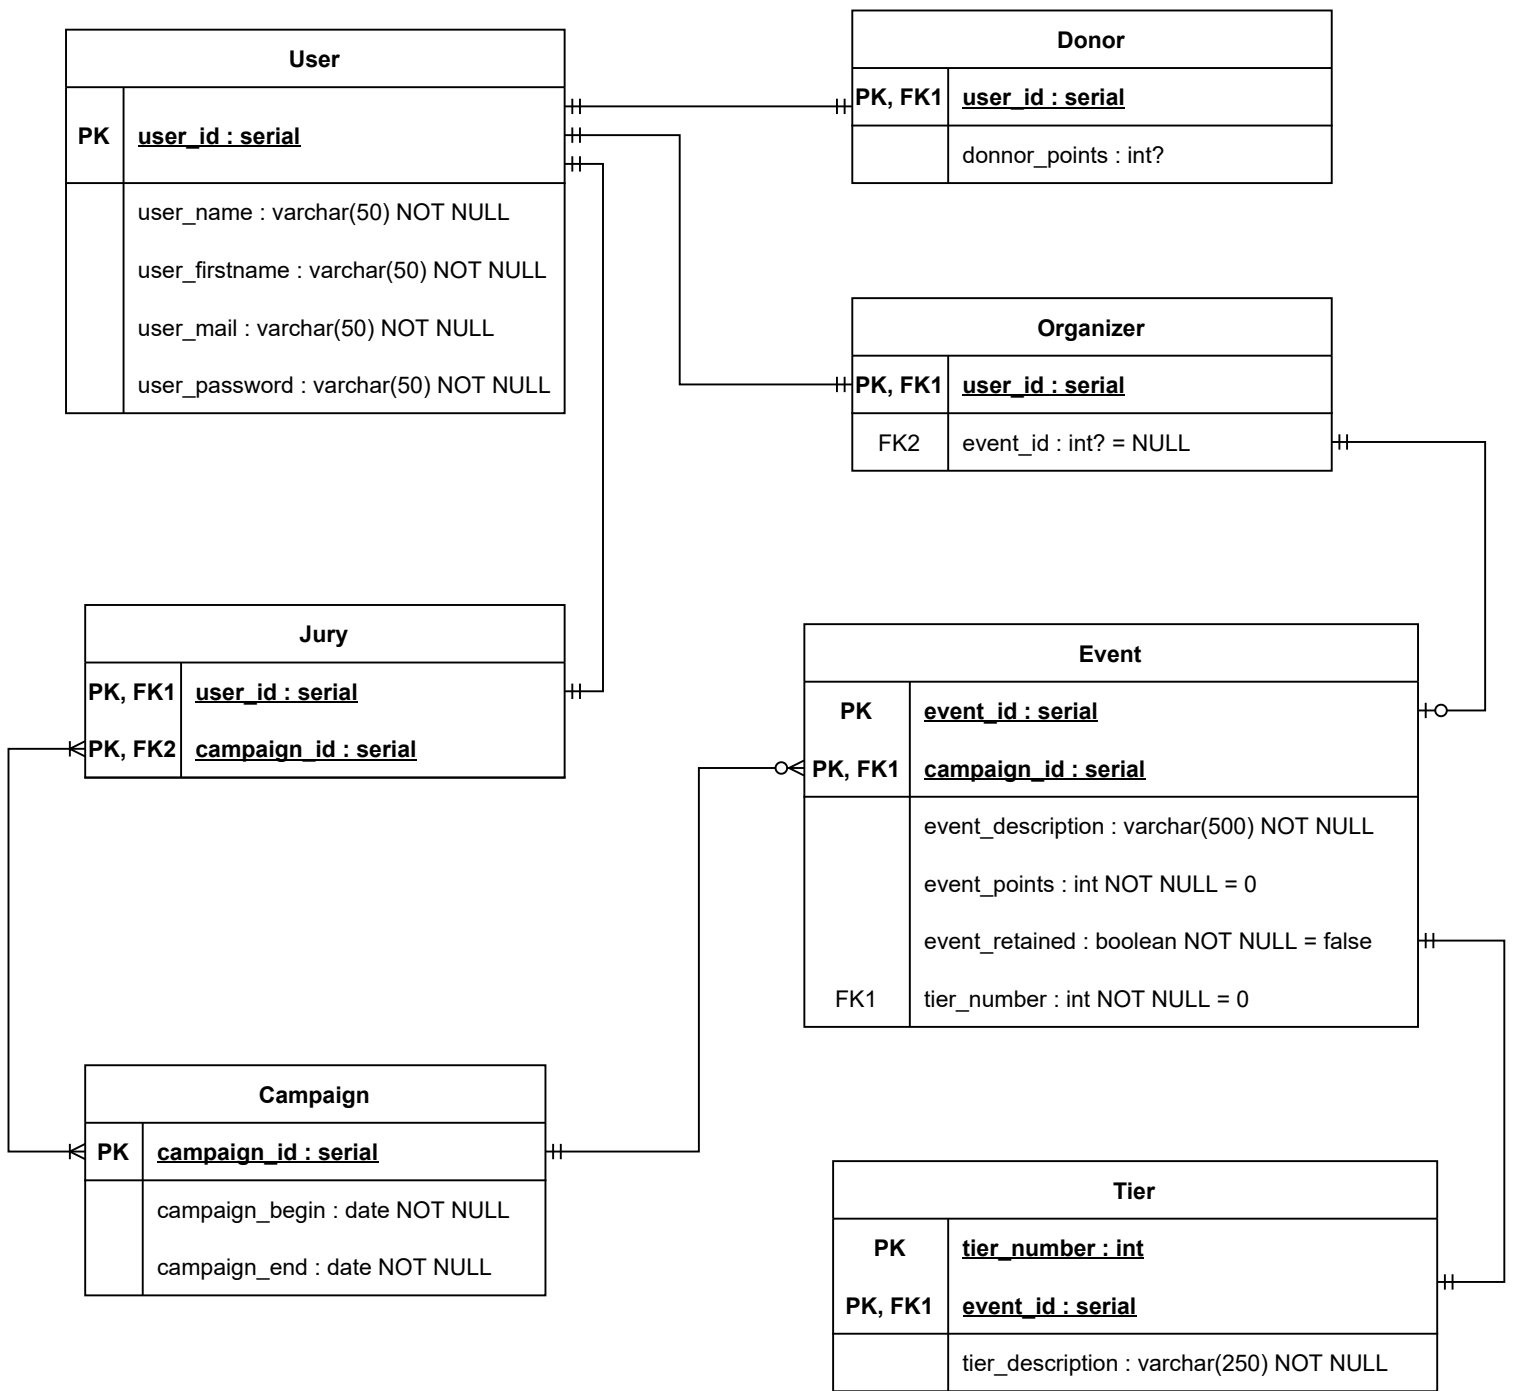 User
PK
user_id : serial
user_name : varchar(50) NOT NULL
user_firstname : varchar(50) NOT NULL
user_mail : varchar(50) NOT NULL
user_password : varchar(50) NOT NULL
Donor
PK, FK1
user_id : serial
donnor_points : int?
Organizer
PK, FK1
user_id : serial
FK2
event_id : int? = NULL
Jury
PK, FK1
user_id : serial
PK, FK2
campaign_id : serial
Event
PK
event_id : serial
PK, FK1
campaign_id : serial
event_description : varchar(500) NOT NULL
event_points : int NOT NULL = 0
event_retained : boolean NOT NULL = false
FK1
tier_number : int NOT NULL = 0
Campaign
PK
campaign_id : serial
campaign_begin : date NOT NULL
campaign_end : date NOT NULL
Tier
PK
tier_number : int
PK, FK1
event_id : serial
tier_description : varchar(250) NOT NULL